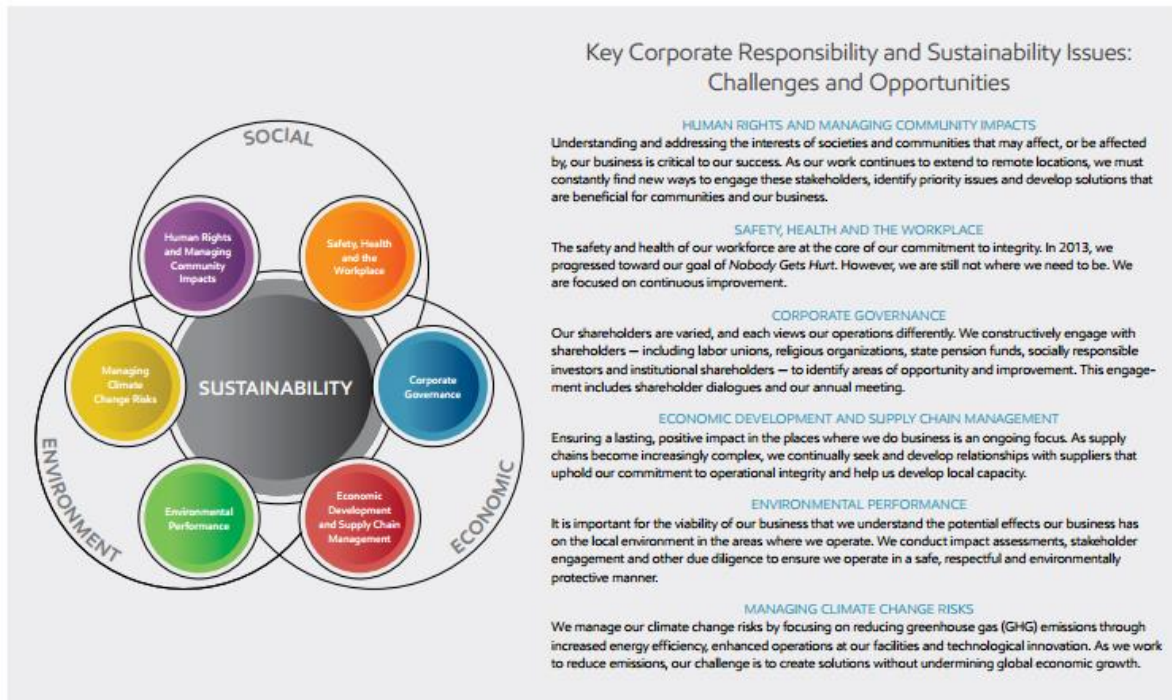 SOCIAL
Human Rights
and Managing
Community
Impacts
Safety, Health
and the
Workplace
Managing
Climate
Change Risks
SUSTAINABILITY
Corporate
Governance
ENVIRONMENT
Environmental
Performance
Economic
Development
and Supply Chain
Management
ECONOMIC
Key Corporate Responsibility and Sustainability Issues:
Challenges and Opportunities
HUMAN RIGHTS AND MANAGING COMMUNITY IMPACTS
Understanding and addressing the interests of societies and communities that may affect, or be affected
by, our business is critical to our success. As our work continues to extend to remote locations, we must
constantly find new ways to engage these stakeholders, identify priority issues and develop solutions that
are beneficial for communities and our business.
SAFETY, HEALTH AND THE WORKPLACE
The safety and health of our workforce are at the core of our commitment to integrity. In 2013, we
progressed toward our goal of Nobody Gets Hurt. However, we are still not where we need to be. We
are focused on continuous improvement.
CORPORATE GOVERNANCE
Our shareholders are varied, and each views our operations differently. We constructively engage with
shareholders — including labor unions, religious organizations, state pension funds, socially responsible
investors and institutional shareholders — to identify areas of opportunity and improvement. This engage-
ment includes shareholder dialogues and our annual meeting.
ECONOMIC DEVELOPMENT AND SUPPLY CHAIN MANAGEMENT
Ensuring a lasting, positive impact in the places where we do business is an ongoing focus. As supply
chains become increasingly complex, we continually seek and develop relationships with suppliers that
uphold our commitment to operational integrity and help us develop local capacity.
ENVIRONMENTAL PERFORMANCE
It is important for the viability of our business that we understand the potential effects our business has
on the local environment in the areas where we operate. We conduct impact assessments, stakeholder
engagement and other due diligence to ensure we operate in a safe, respectful and environmentally
protective manner.
MANAGING CLIMATE CHANGE RISKS
We manage our climate change risks by focusing on reducing greenhouse gas (GHG) emissions through
increased energy efficiency, enhanced operations at our facilities and technological innovation. As we work
to reduce emissions, our challenge is to create solutions without undermining global economic growth.